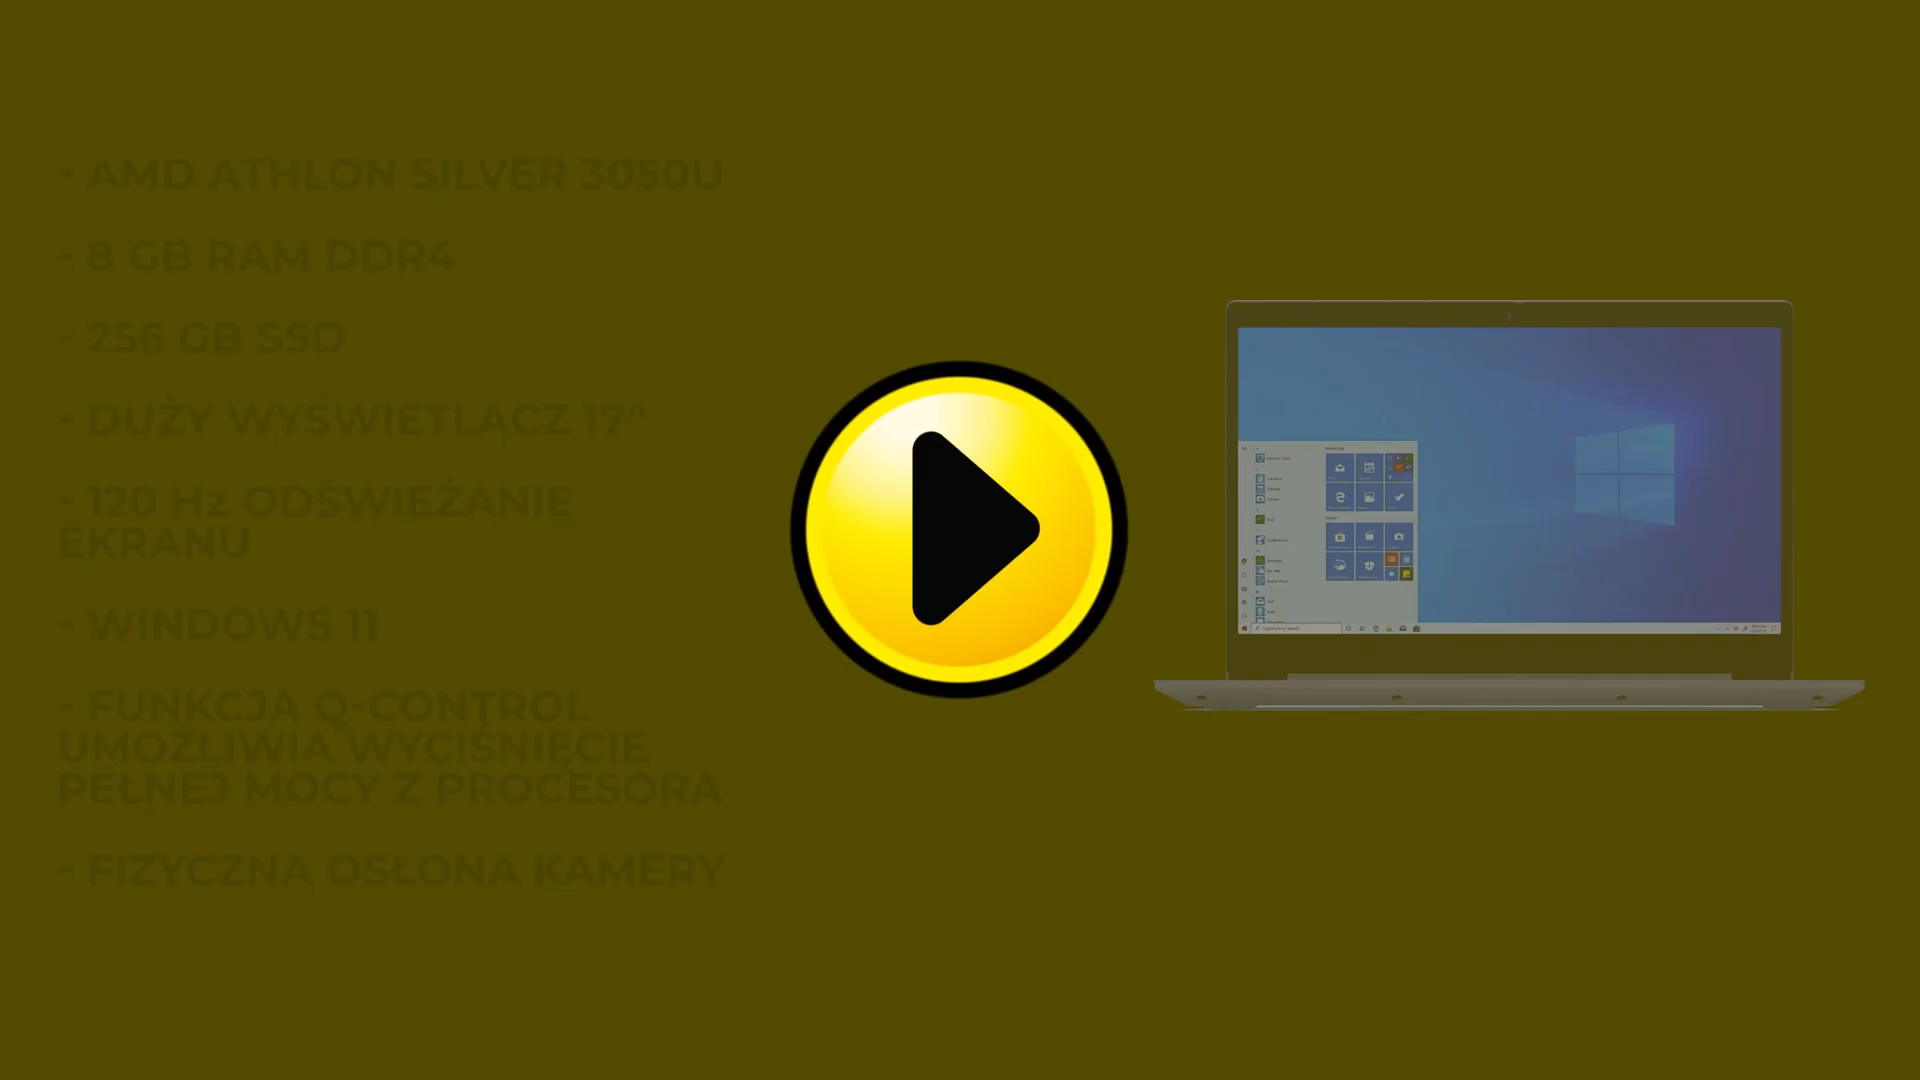 - AMD ATHLON SILVER 3050U
- 8 GB RAM DDR4
- 256 GB SSD
- DUŻY WYŚWIETLACZ 17"
- 120 Hz ODŚWIEŻANIE
EKRANU
- WINDOWS 11
- FUNKCJA Q-CONTROL
UMOŻLIWIA WYCIŚNIĘCIE
PEŁNEJ MOCY Z PROCESORA
- FIZYCZNA OSŁONA KAMERY